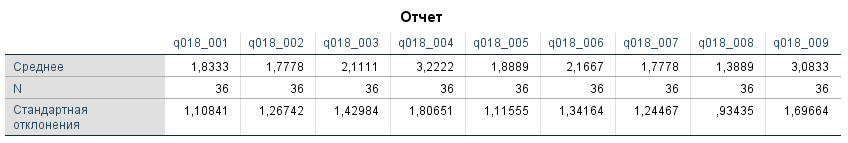 Отчет
q018_001 q018_002 q018_003 q018_004 q018_005 q018_006 q018_007 q018_008 q018_009
Среднее 1,8333 1,7778 2,1111 3,2222 1,8889 2,1667 1,7778 1,3889 3,0833
N 36 36 36 36 36 36 36 36 36
Стандартная 1,10841 1,26742 1,42984 1,80651 1,11555 1,34164 1,24467 ,93435 1,69664
отклонения